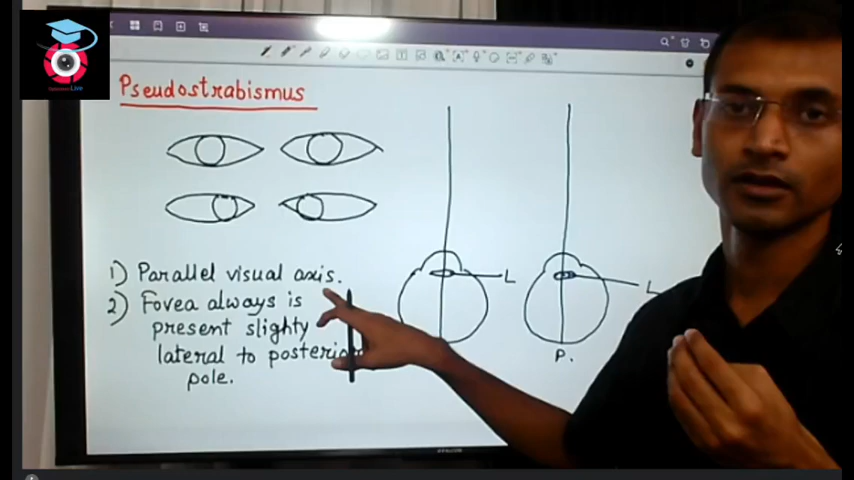 Pseudostrabismus
1) Parallel visual axis.
2) Fovea always is
present slighty
lateral to posterior
pole.
L
L
P.